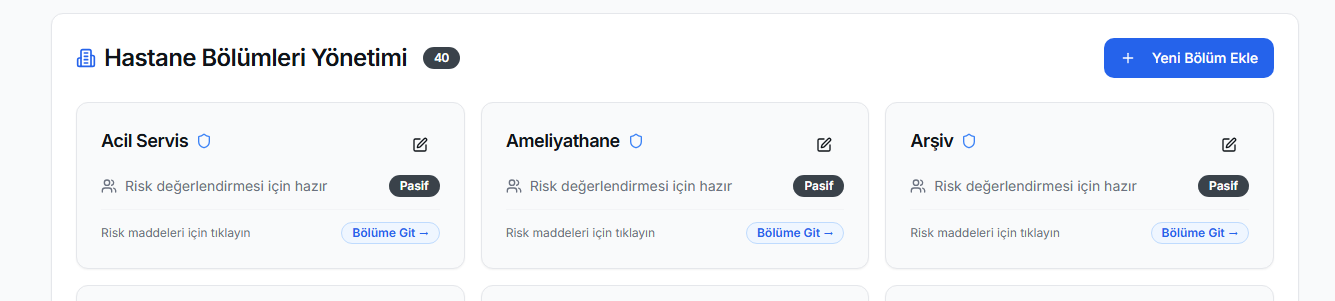 Hastane Bölümleri Yönetimi 40
+ Yeni Bölüm Ekle
Acil Servis
Risk değerlendirmesi için hazır Pasif
Risk maddeleri için tıklayın Bölüme Git →
Ameliyathane
Risk değerlendirmesi için hazır Pasif
Risk maddeleri için tıklayın Bölüme Git →
Arşiv
Risk değerlendirmesi için hazır Pasif
Risk maddeleri için tıklayın Bölüme Git →